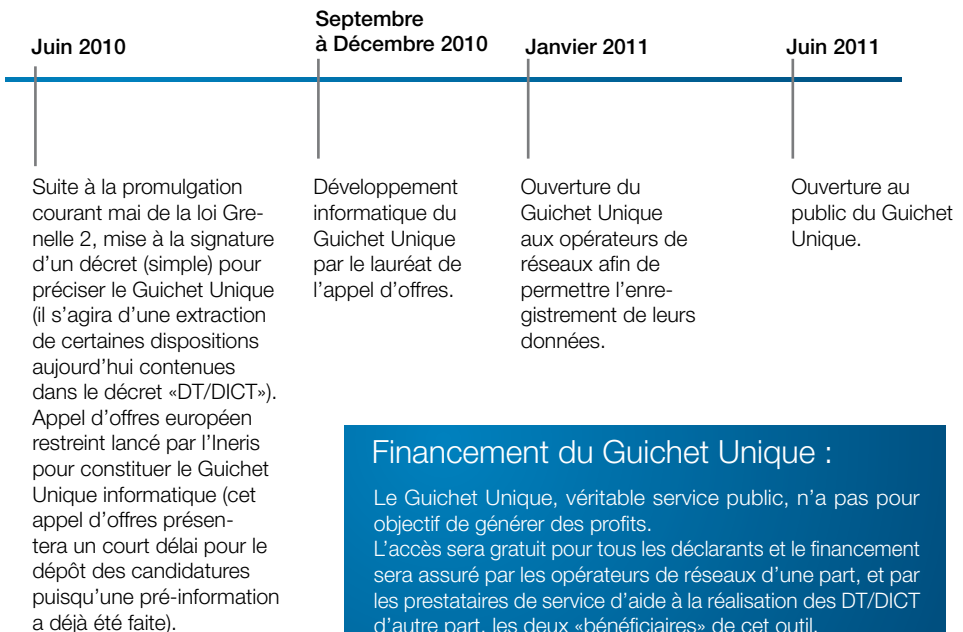 Juin 2010
Septembre
à Décembre 2010
Janvier 2011
Juin 2011
Suite à la promulgation
courant mai de la loi Gre-
nelle 2, mise à la signature
d'un décret (simple) pour
préciser le Guichet Unique
(il s'agira d'une extraction
de certaines dispositions
aujourd'hui contenues
dans le décret «DT/DICT»).
Appel d'offres européen
restreint lancé par l'Ineris
pour constituer le Guichet
Unique informatique (cet
appel d'offres présen-
tera un court délai pour le
dépôt des candidatures
puisqu'une pré-information
a déjà été faite).
Développement
informatique du
Guichet Unique
par le lauréat de
l'appel d'offres.
Ouverture du
Guichet Unique
aux opérateurs de
réseaux afin de
permettre l'enre-
gistrement de leurs
données.
Ouverture au
public du Guichet
Unique.
Financement du Guichet Unique :
Le Guichet Unique, véritable service public, n'a pas pour
objectif de générer des profits.
L'accès sera gratuit pour tous les déclarants et le financement
sera assuré par les opérateurs de réseaux d'une part, et par
les prestataires de service d'aide à la réalisation des DT/DICT
d'autre part, les deux «bénéficiaires» de cet outil.